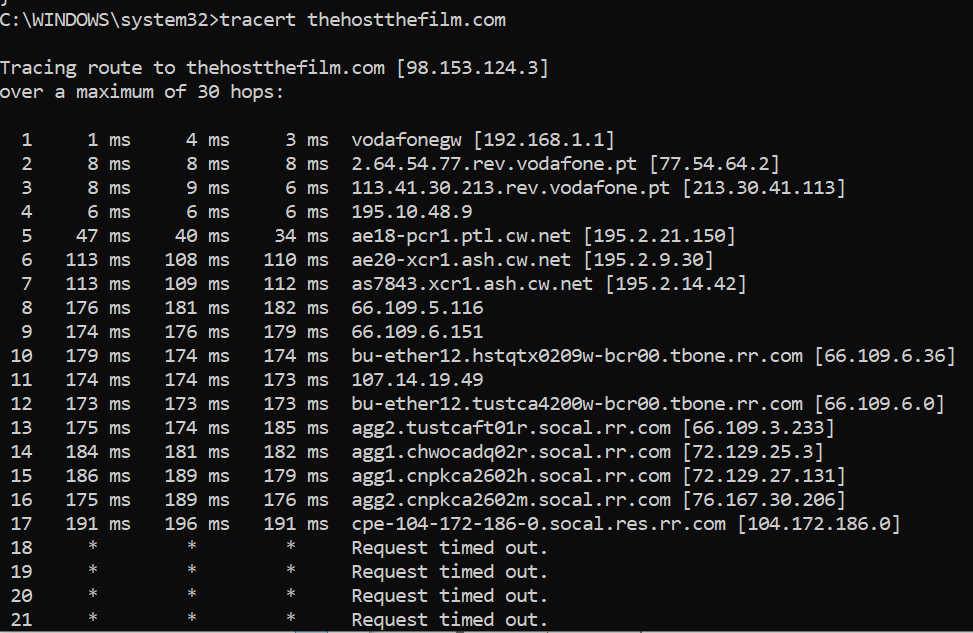 C:\WINDOWS\system32>tracert thehostthefilm.com
Tracing route to thehostthefilm.com [98.153.124.3]
over a maximum of 30 hops:
1 1 ms 4 ms 3 ms vodafonegw [192.168.1.1]
2 8 ms 8 ms 8 ms 2.64.54.77.rev.vodafone.pt [77.54.64.2]
3 8 ms 9 ms 6 ms 113.41.30.213.rev.vodafone.pt [213.30.41.113]
4 6 ms 6 ms 6 ms 195.10.48.9
5 47 ms 40 ms 34 ms ae18-pcr1.ptl.cw.net [195.2.21.150]
6 113 ms 108 ms 110 ms ae20-xcr1.ash.cw.net [195.2.9.30]
7 113 ms 109 ms 112 ms as7843.xcr1.ash.cw.net [195.2.14.42]
8 176 ms 181 ms 182 ms 66.109.5.116
9 174 ms 176 ms 179 ms 66.109.6.151
10 179 ms 174 ms 174 ms bu-ether12.hstqtx0209w-bcr00.tbone.rr.com [66.109.6.36]
11 174 ms 174 ms 173 ms 107.14.19.49
12 173 ms 173 ms 173 ms bu-ether12.tustca4200w-bcr00.tbone.rr.com [66.109.6.0]
13 175 ms 174 ms 185 ms agg2.tustcaft01r.socal.rr.com [66.109.3.233]
14 184 ms 181 ms 182 ms agg1.chwocadq02r.socal.rr.com [72.129.25.3]
15 186 ms 189 ms 179 ms agg1.cnpkca2602h.socal.rr.com [72.129.27.131]
16 175 ms 189 ms 176 ms agg2.cnpkca2602m.socal.rr.com [76.167.30.206]
17 191 ms 196 ms 191 ms cpe-104-172-186-0.socal.res.rr.com [104.172.186.0]
18 * * * Request timed out.
19 * * * Request timed out.
20 * * * Request timed out.
21 * * * Request timed out.